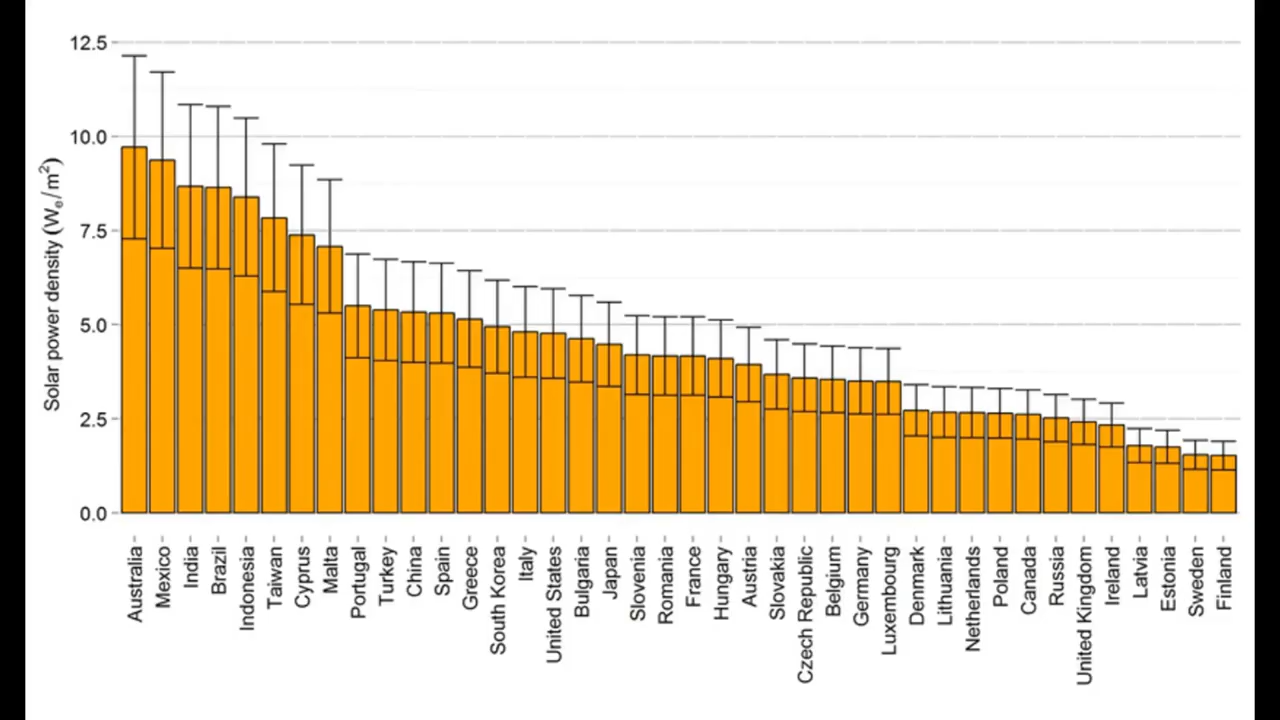 12.5
10.0
7.5
5.0
2.5
0.0
Solar power density (We/m²)
Australia
Mexico
India
Brazil
Indonesia
Taiwan
Cyprus
Malta
Portugal
Turkey
China
Spain
Greece
South Korea
Italy
United States
Bulgaria
Japan
Slovenia
Romania
France
Hungary
Austria
Slovakia
Czech Republic
Belgium
Germany
Luxembourg
Denmark
Lithuania
Netherlands
Poland
Canada
Russia
United Kingdom
Ireland
Latvia
Estonia
Sweden
Finland